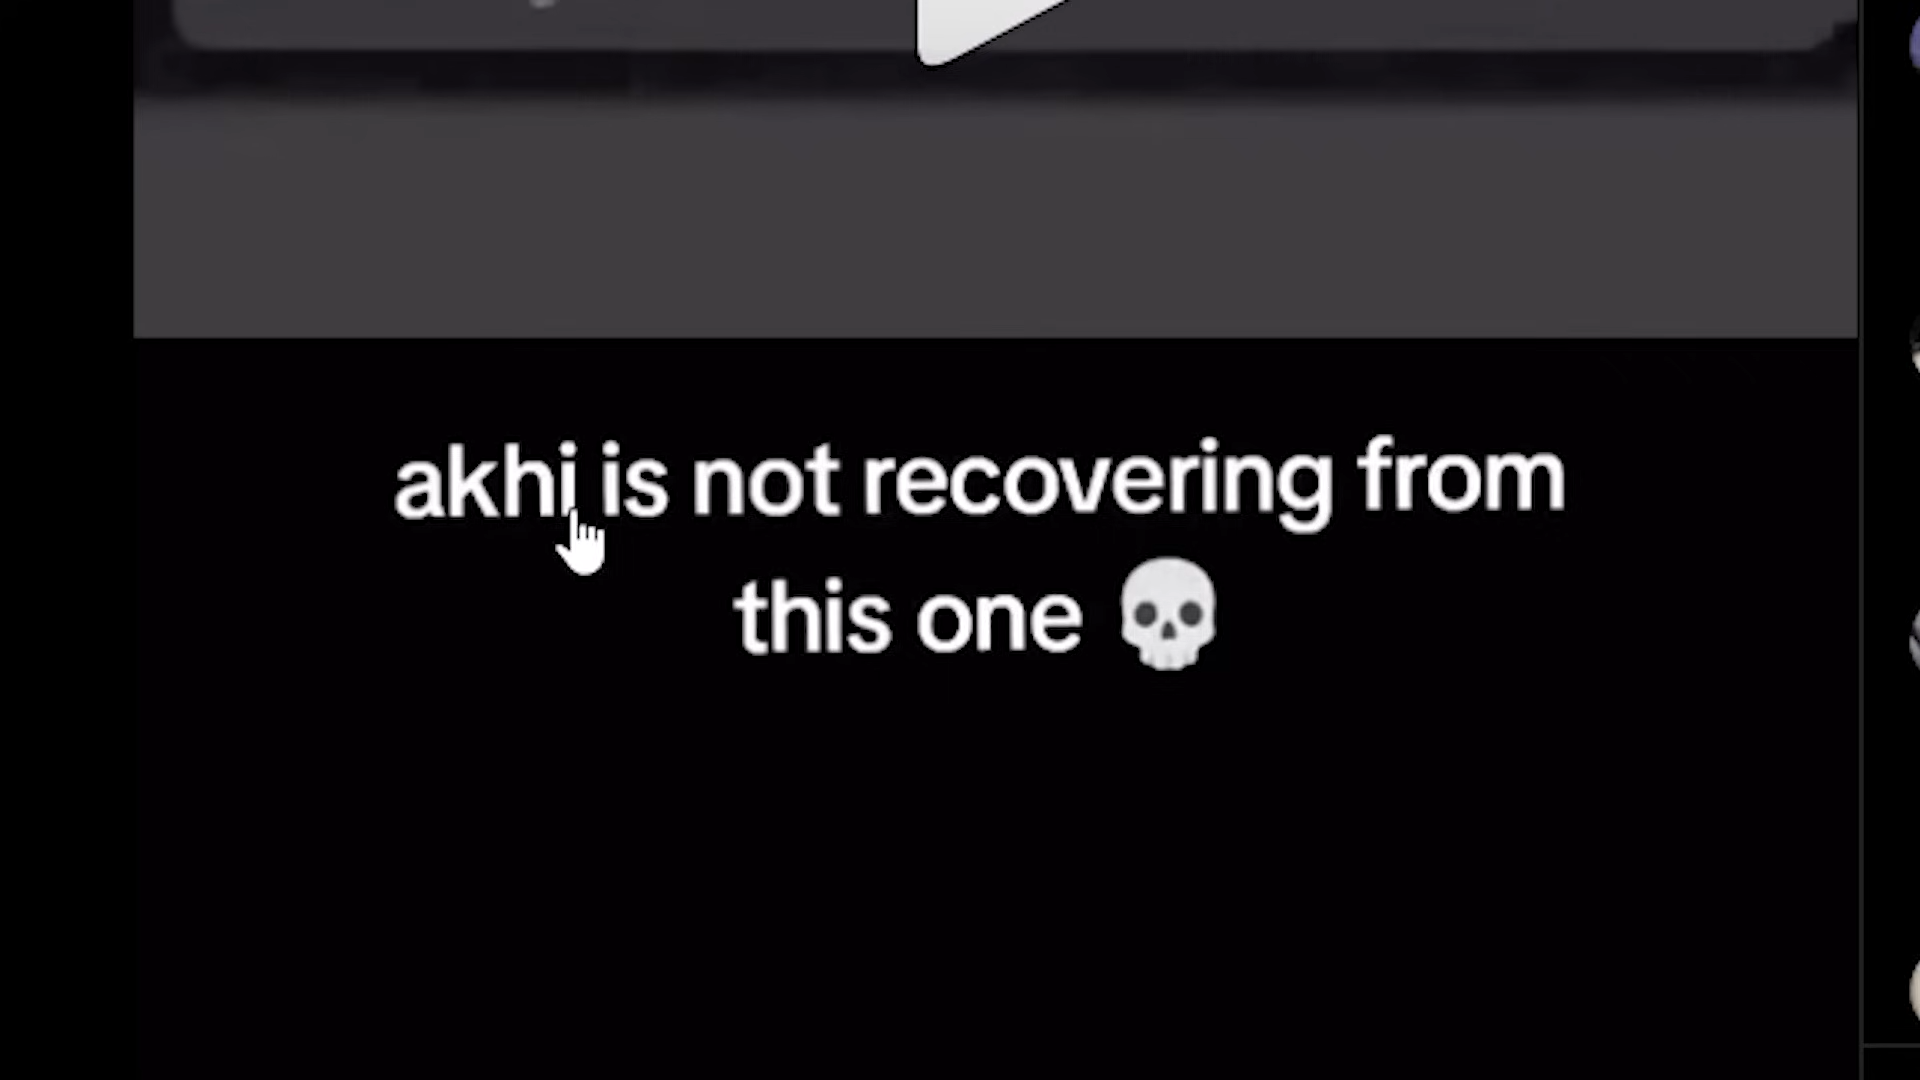 akhi is not recovering from
this one 💀